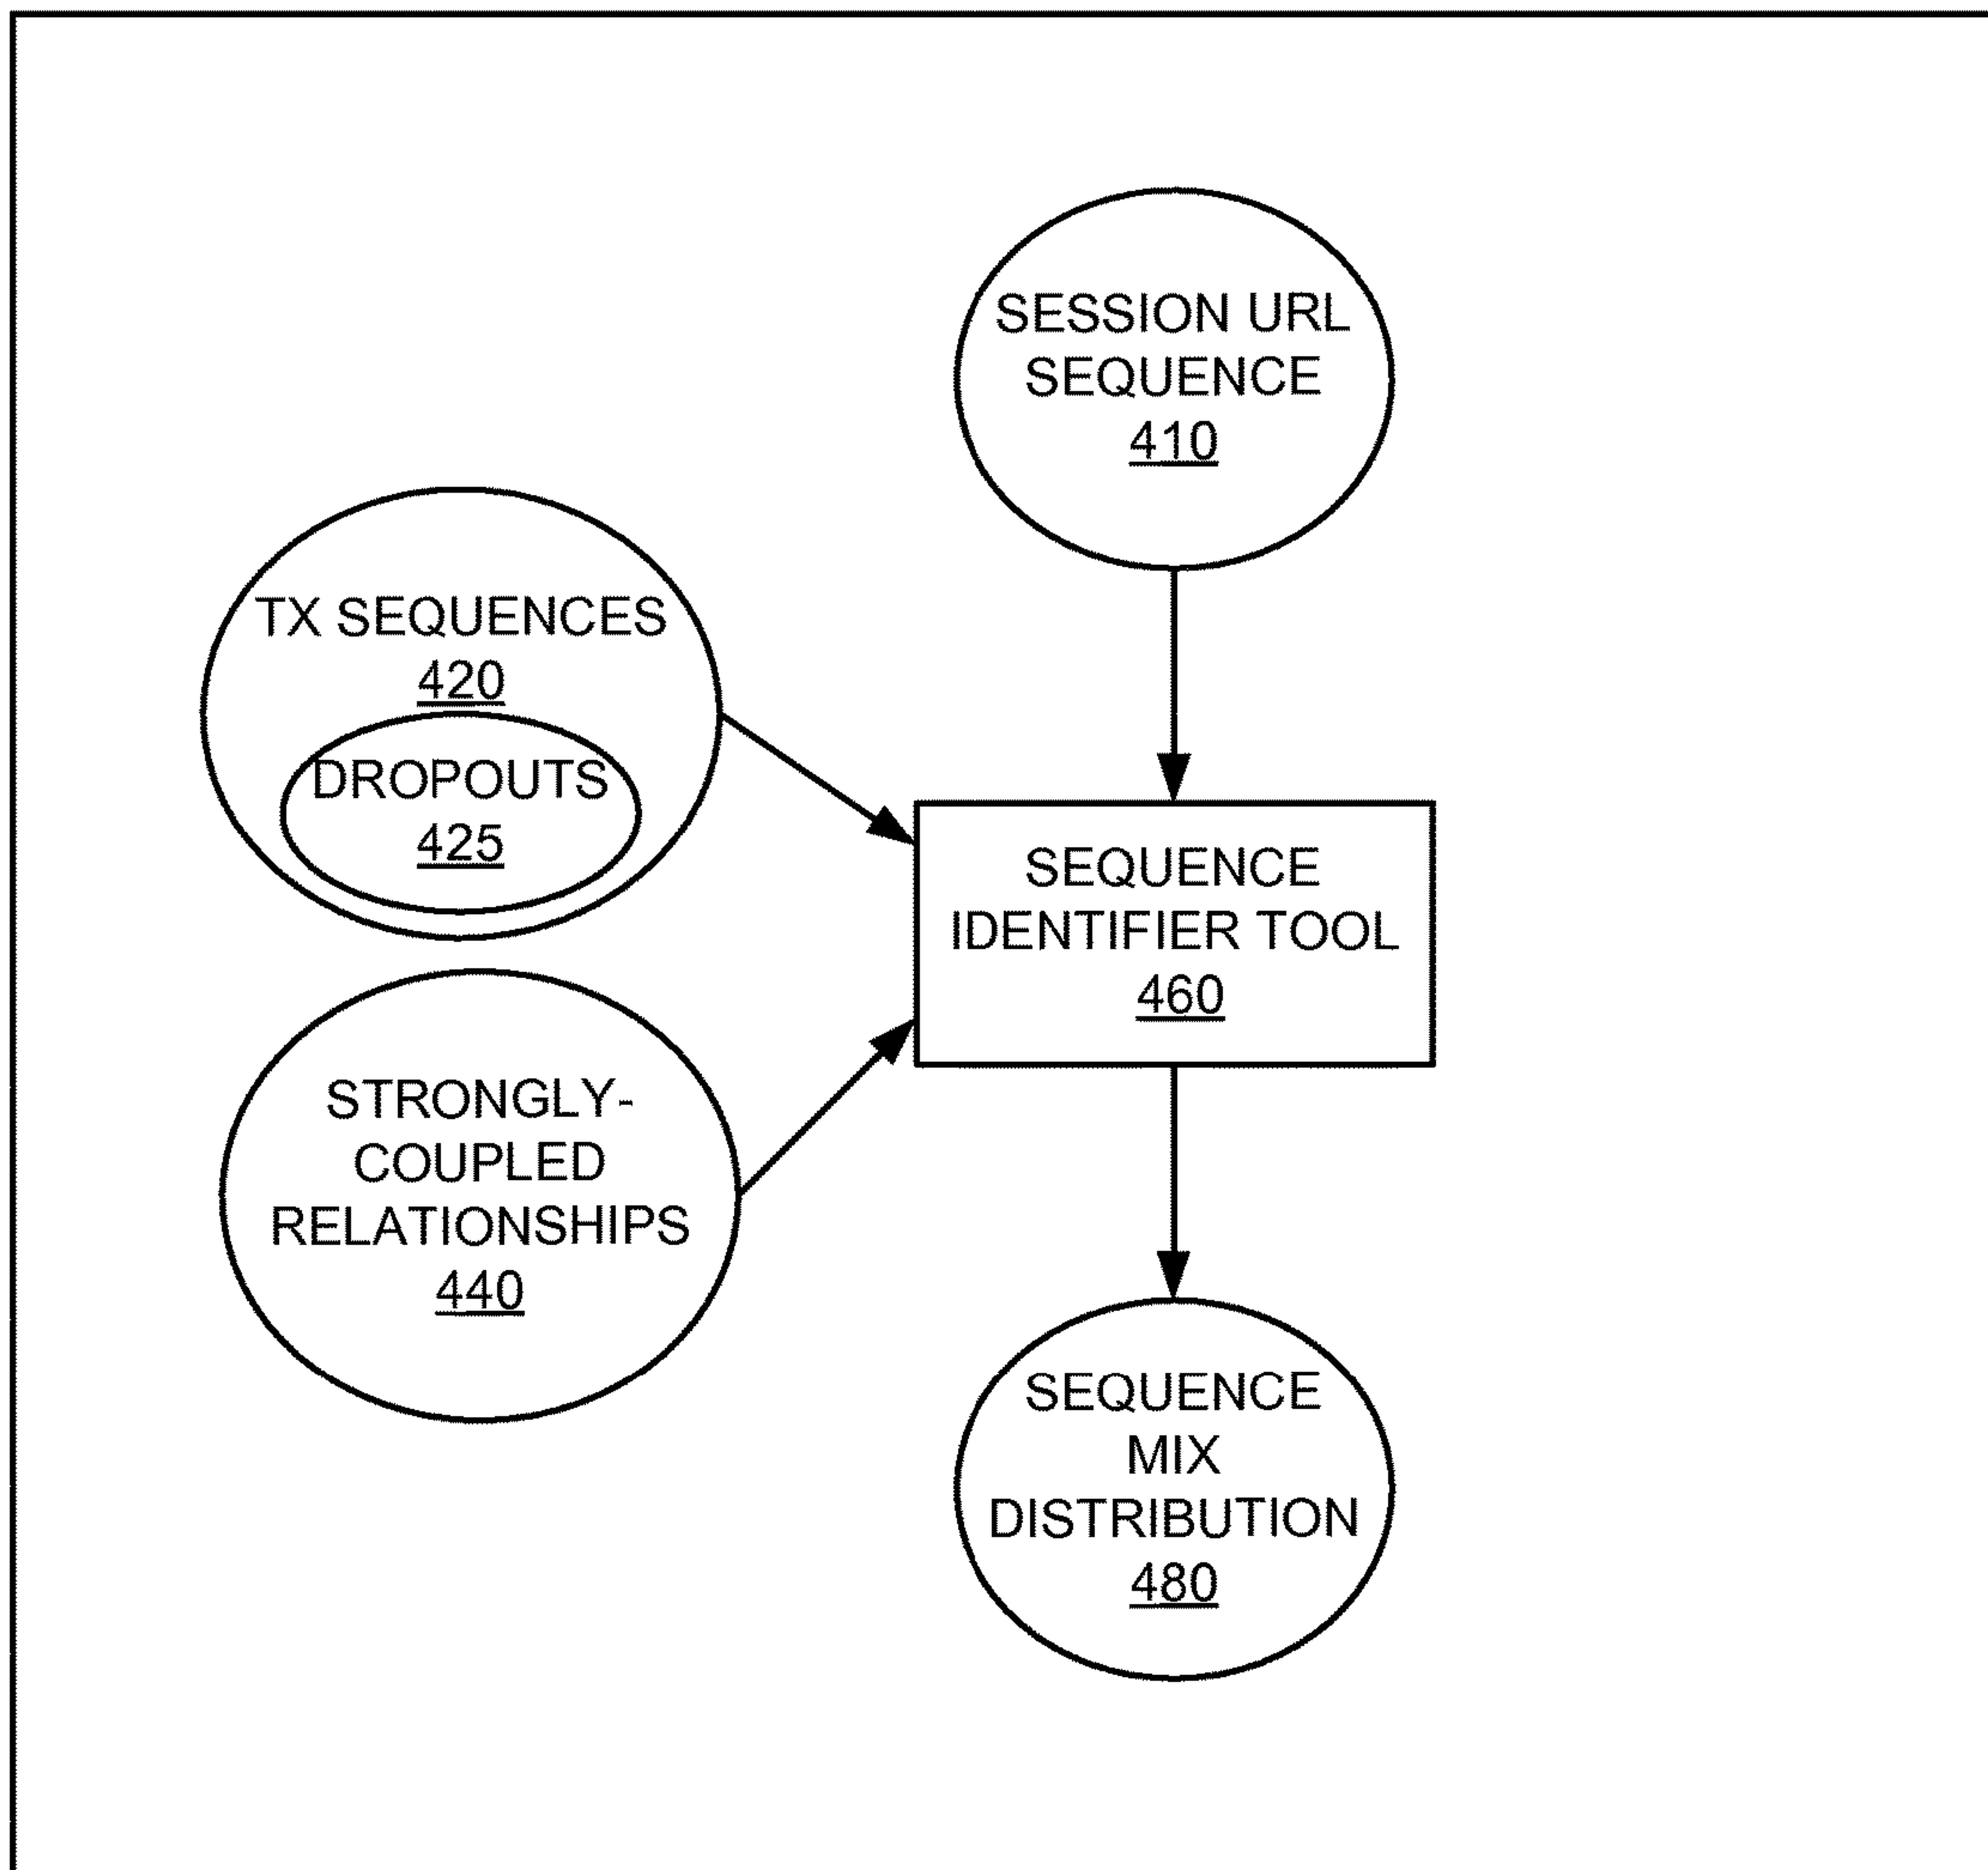 SESSION URL
SEQUENCE
410
TX SEQUENCES
420
DROPOUTS
425
SEQUENCE
IDENTIFIER TOOL
460
STRONGLY-
COUPLED
RELATIONSHIPS
440
SEQUENCE
MIX
DISTRIBUTION
480